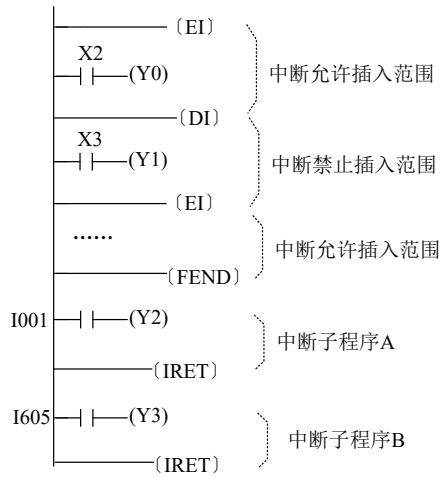 〔EI〕
X2
(Y0)
中断允许插入范围
〔DI〕
X3
(Y1)
中断禁止插入范围
〔EI〕
······
中断允许插入范围
〔FEND〕
I001
(Y2)
中断子程序A
〔IRET〕
I605
(Y3)
中断子程序B
〔IRET〕